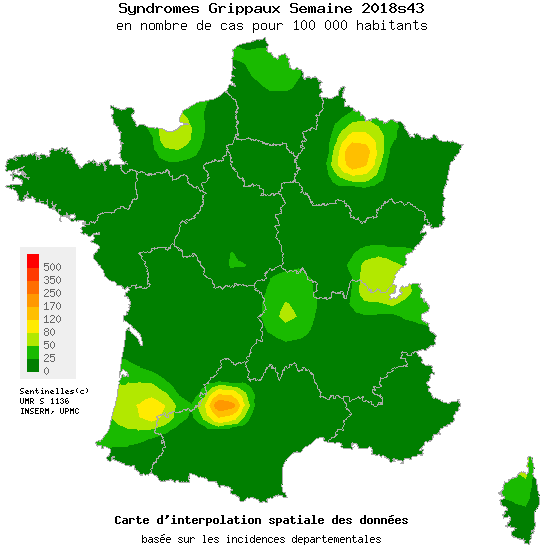 Syndromes Grippaux Semaine 2018s43
en nombre de cas pour 100 000 habitants
500
350
250
170
120
80
50
25
0
Sentinelles(c)
UMR S 1136
INSERM, UPMC
Carte d'interpolation spatiale des données
basée sur les incidences departementales